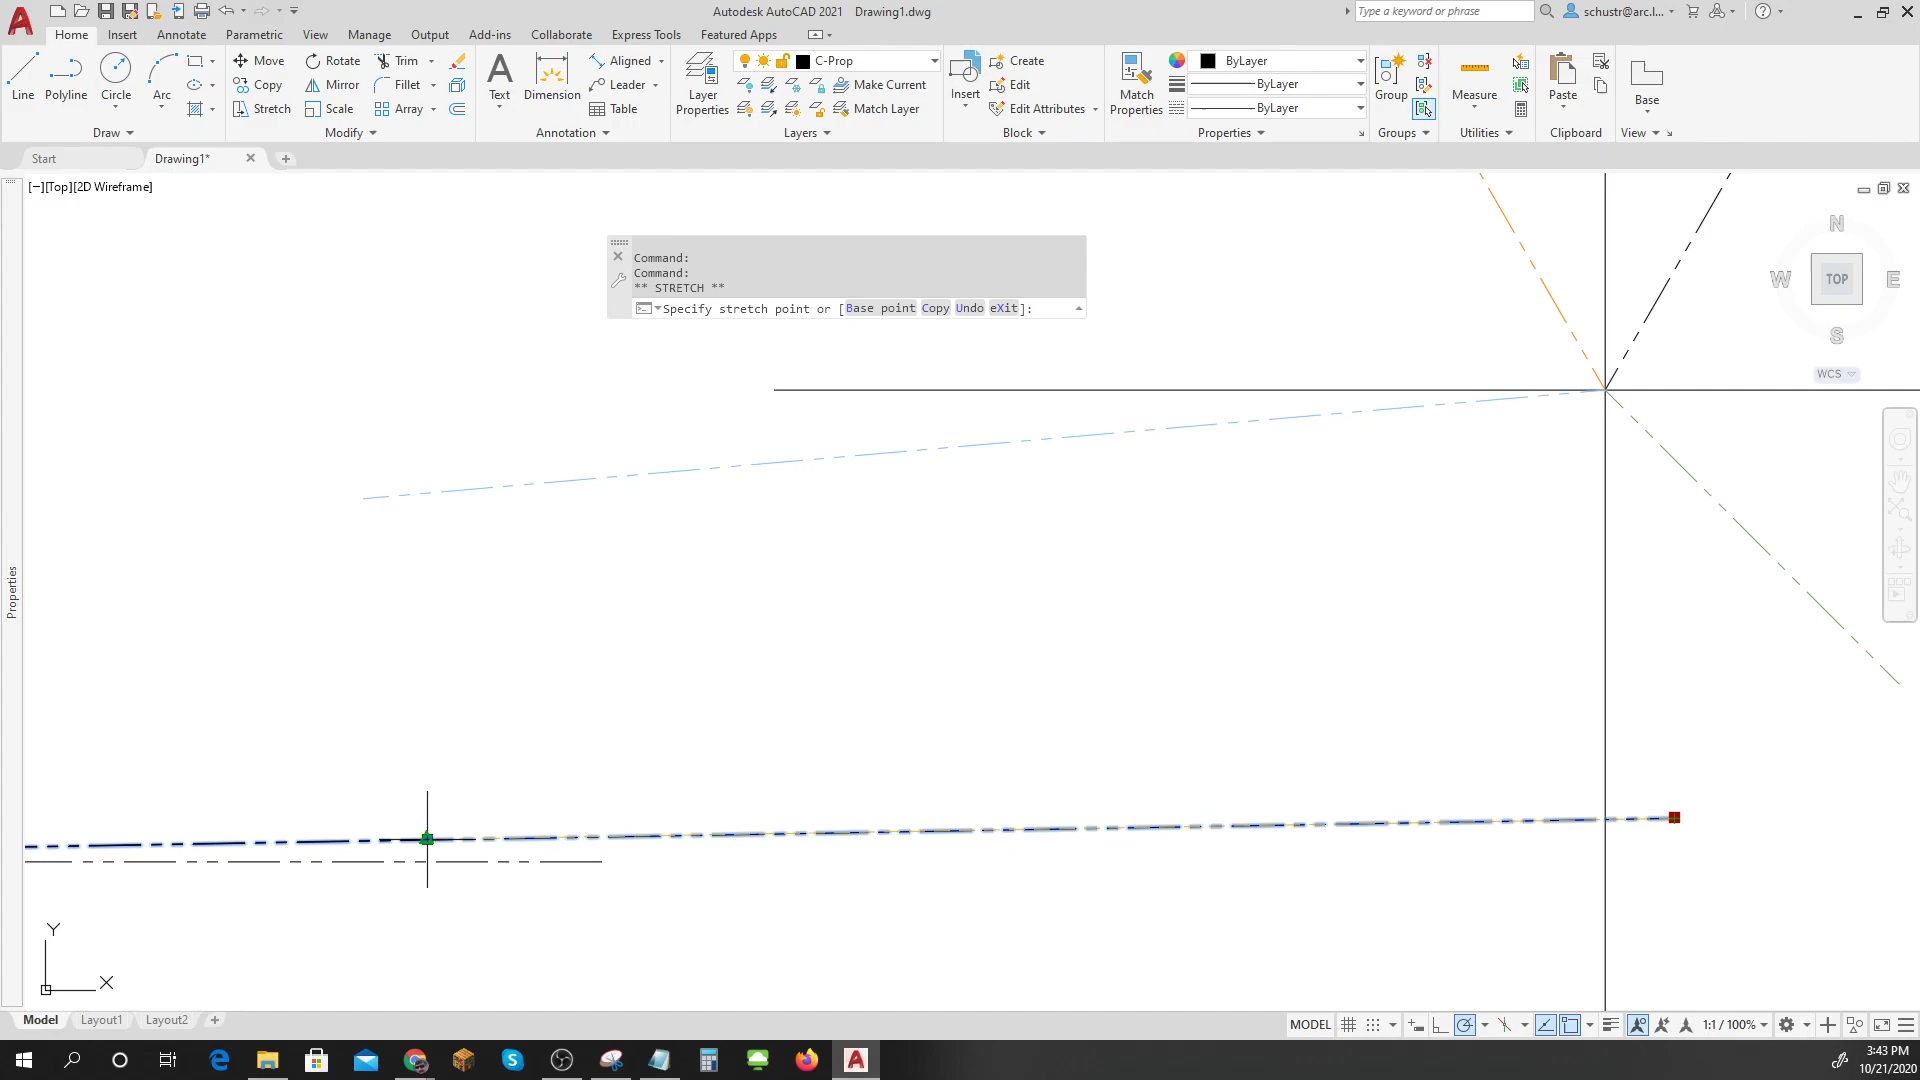 Autodesk AutoCAD 2021 Drawing1.dwg
Type a keyword or phrase
schustr@arc.l...
Home Insert Annotate Parametric View Manage Output Add-ins Collaborate Express Tools Featured Apps
Line Polyline Circle Arc
Move Rotate Trim
Copy Mirror Fillet
Stretch Scale Array
Text Dimension
Aligned
Leader
Table
Layer Properties
C-Prop
Make Current
Match Layer
Insert
Create
Edit
Edit Attributes
Match Properties
ByLayer
ByLayer
ByLayer
Group
Measure
Paste
Base
Draw Modify Annotation Layers Block Properties Groups Utilities Clipboard View
Start Drawing1*
[−][Top][2D Wireframe]
Command:
Command:
** STRETCH **
Specify stretch point or [Base point Copy Undo eXit]:
N
W TOP E
S
WCS
Properties
Y
X
Model Layout1 Layout2
MODEL 1:1 / 100%
3:43 PM
10/21/2020